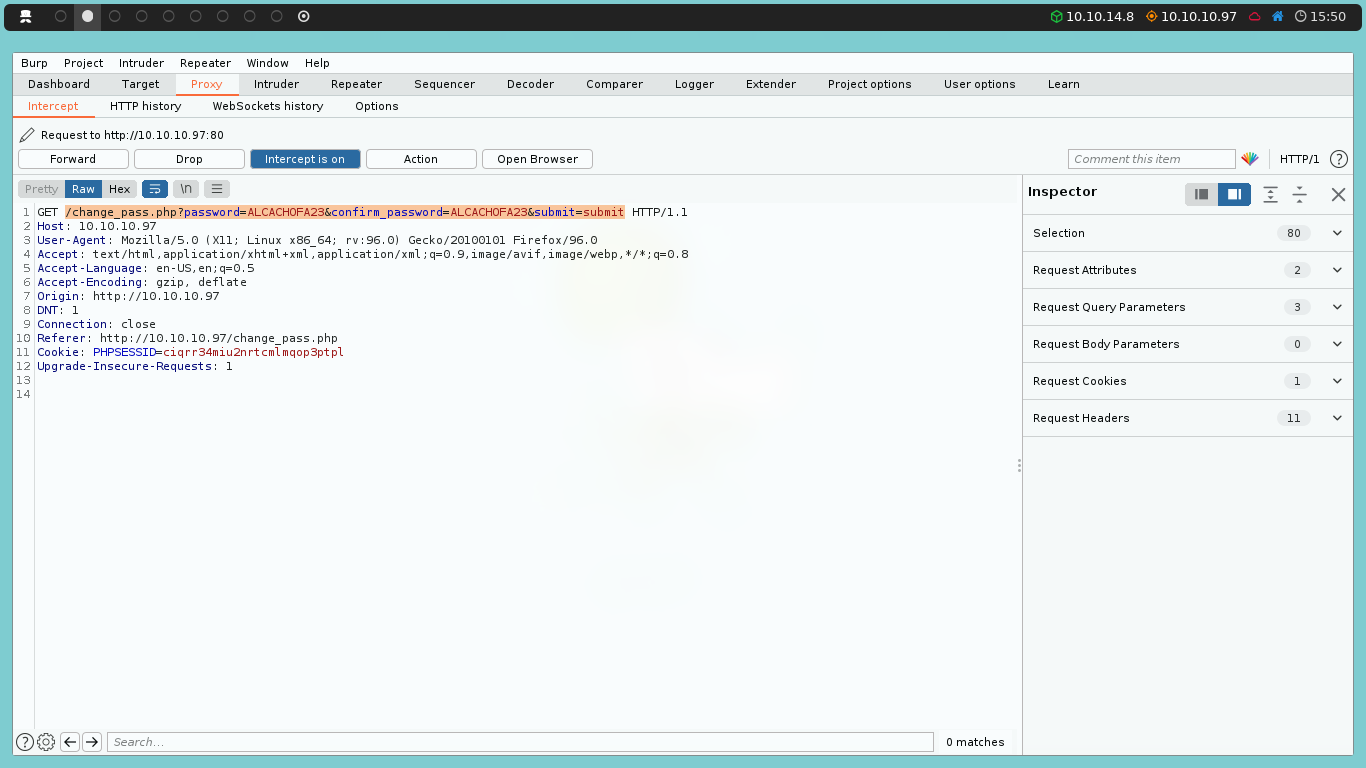 10.10.14.8 10.10.10.97 15:50
Burp Project Intruder Repeater Window Help
Dashboard Target Proxy Intruder Repeater Sequencer Decoder Comparer Logger Extender Project options User options Learn
Intercept HTTP history WebSockets history Options
Request to http://10.10.10.97:80
Forward Drop Intercept is on Action Open Browser Comment this item HTTP/1 ?
Pretty Raw Hex \n
Inspector
1 GET /change_pass.php?password=ALCACHOFA23&confirm_password=ALCACHOFA23&submit=submit HTTP/1.1
2 Host: 10.10.10.97
3 User-Agent: Mozilla/5.0 (X11; Linux x86_64; rv:96.0) Gecko/20100101 Firefox/96.0
4 Accept: text/html,application/xhtml+xml,application/xml;q=0.9,image/avif,image/webp,*/*;q=0.8
5 Accept-Language: en-US,en;q=0.5
6 Accept-Encoding: gzip, deflate
7 Origin: http://10.10.10.97
8 DNT: 1
9 Connection: close
10 Referer: http://10.10.10.97/change_pass.php
11 Cookie: PHPSESSID=ciqrr34miu2nrtcmlmqop3ptpl
12 Upgrade-Insecure-Requests: 1
13
14
Selection 80
Request Attributes 2
Request Query Parameters 3
Request Body Parameters 0
Request Cookies 1
Request Headers 11
? Search... 0 matches